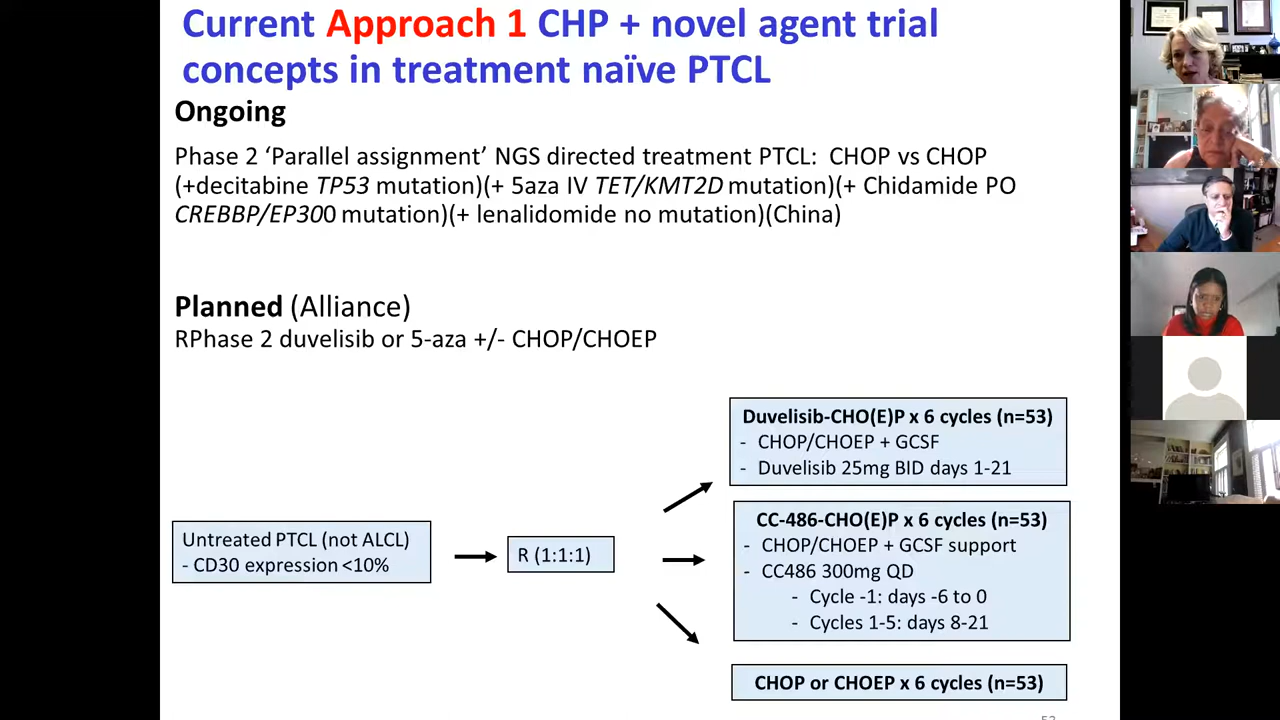 Current Approach 1 CHP + novel agent trial
concepts in treatment naïve PTCL
Ongoing
Phase 2 ‘Parallel assignment’ NGS directed treatment PTCL: CHOP vs CHOP
(+decitabine TP53 mutation)(+ 5aza IV TET/KMT2D mutation)(+ Chidamide PO
CREBBP/EP300 mutation)(+ lenalidomide no mutation)(China)
Planned (Alliance)
RPhase 2 duvelisib or 5-aza +/- CHOP/CHOEP
Untreated PTCL (not ALCL)
- CD30 expression <10%
R (1:1:1)
Duvelisib-CHO(E)P x 6 cycles (n=53)
- CHOP/CHOEP + GCSF
- Duvelisib 25mg BID days 1-21
CC-486-CHO(E)P x 6 cycles (n=53)
- CHOP/CHOEP + GCSF support
- CC486 300mg QD
- Cycle -1: days -6 to 0
- Cycles 1-5: days 8-21
CHOP or CHOEP x 6 cycles (n=53)